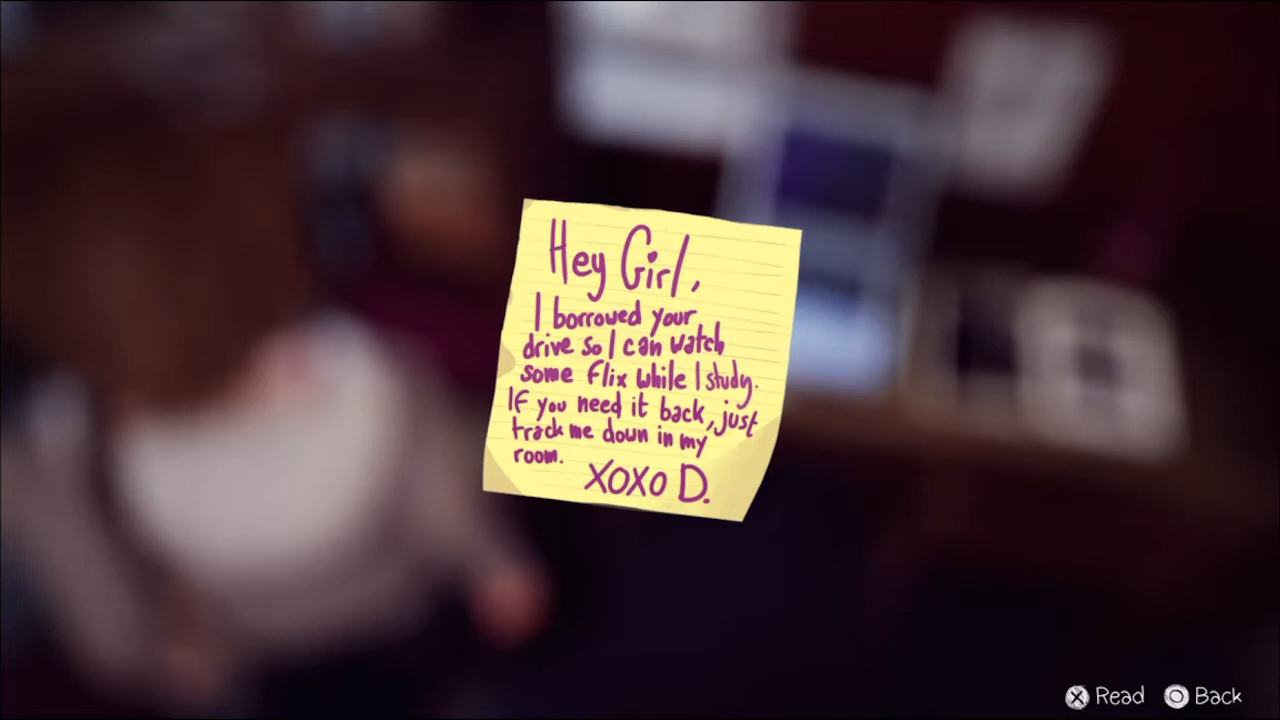 Hey Girl,
I borrowed your
drive so I can watch
some flix while I study.
If you need it back, just
track me down in my
room.
XOXO D.
Read Back